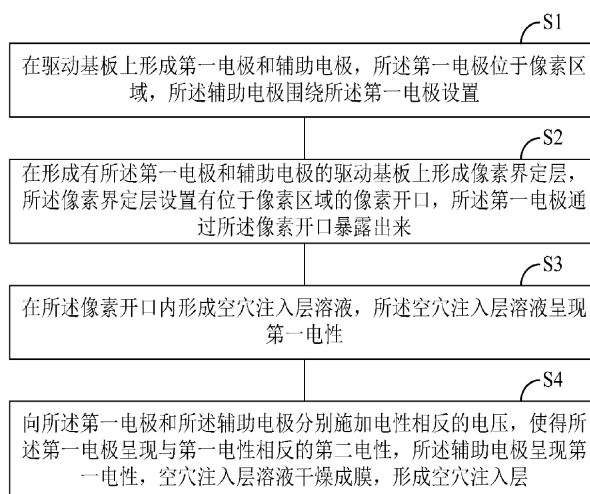 S1
在驱动基板上形成第一电极和辅助电极，所述第一电极位于像素区
域，所述辅助电极围绕所述第一电极设置
S2
在形成有所述第一电极和辅助电极的驱动基板上形成像素界定层，
所述像素界定层设置有位于像素区域的像素开口，所述第一电极通
过所述像素开口暴露出来
S3
在所述像素开口内形成空穴注入层溶液，所述空穴注入层溶液呈现
第一电性
S4
向所述第一电极和所述辅助电极分别施加电性相反的电压，使得所
述第一电极呈现与第一电性相反的第二电性，所述辅助电极呈现第
一电性，空穴注入层溶液干燥成膜，形成空穴注入层